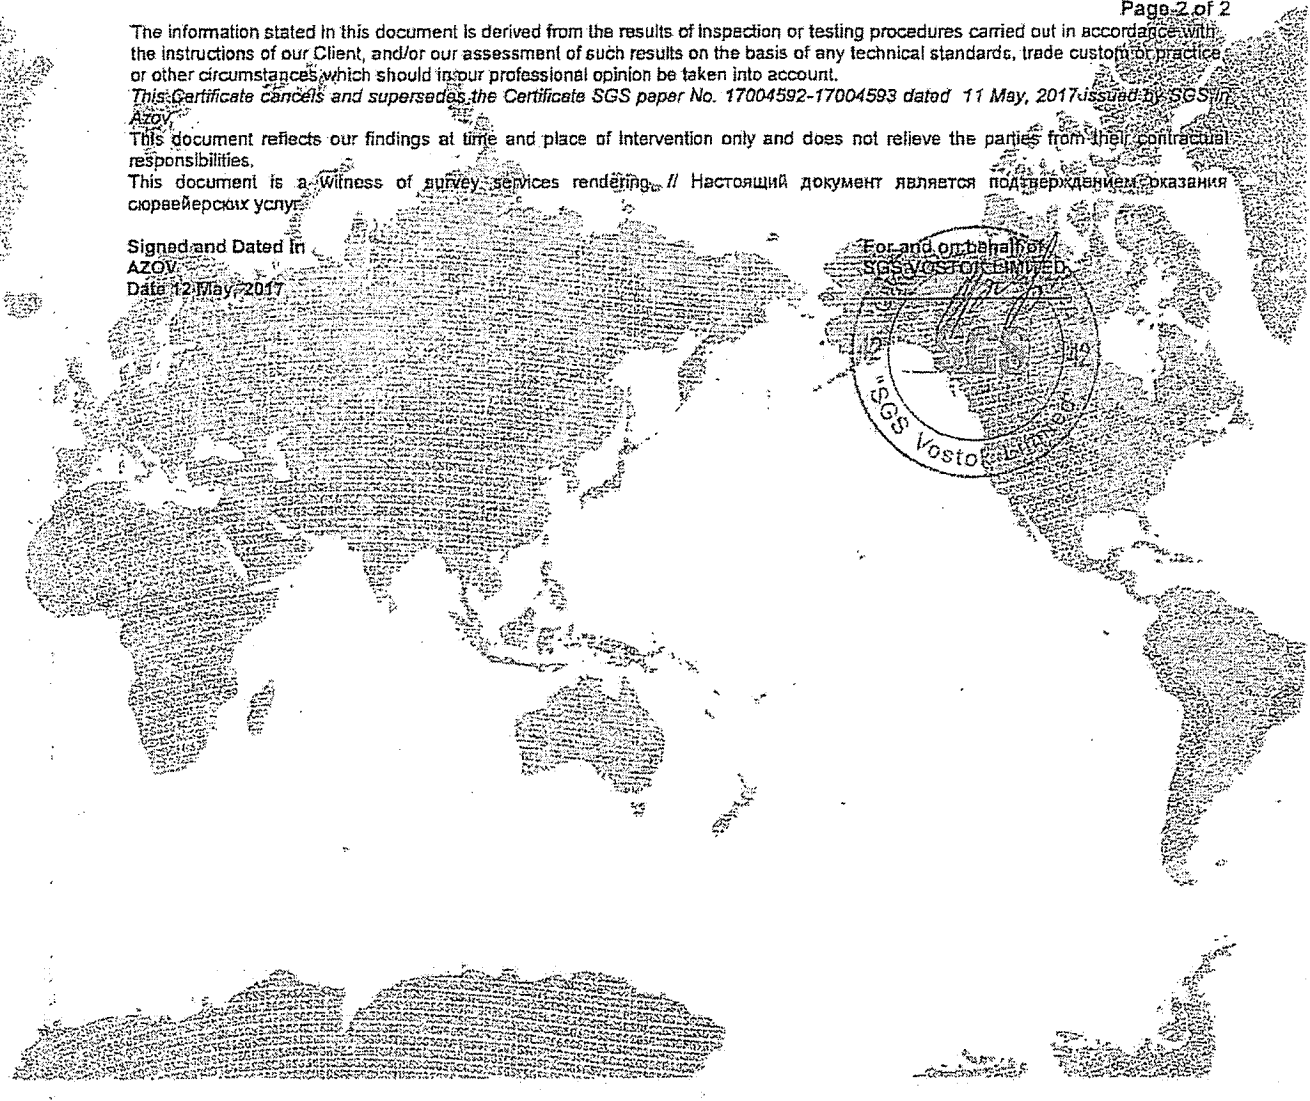 Page 2 of 2
The information stated in this document is derived from the results of inspection or testing procedures carried out in accordance with
the instructions of our Client, and/or our assessment of such results on the basis of any technical standards, trade custom or practice,
or other circumstances which should in our professional opinion be taken into account.
This Certificate cancels and supersedes the Certificate SGS paper No. 17004592-17004593 dated 11 May, 2017 issued by SGS in
Azov.
This document reflects our findings at time and place of Intervention only and does not relieve the parties from their contractual
responsibilities.
This document is a witness of survey services rendering. // Настоящий документ является подтверждением оказания
сюрвейерских услуг
Signed and Dated in
AZOV
Date 12 May, 2017
For and on behalf of
SGS VOSTOK LIMITED
SGS
"SGS Vostok Limited"